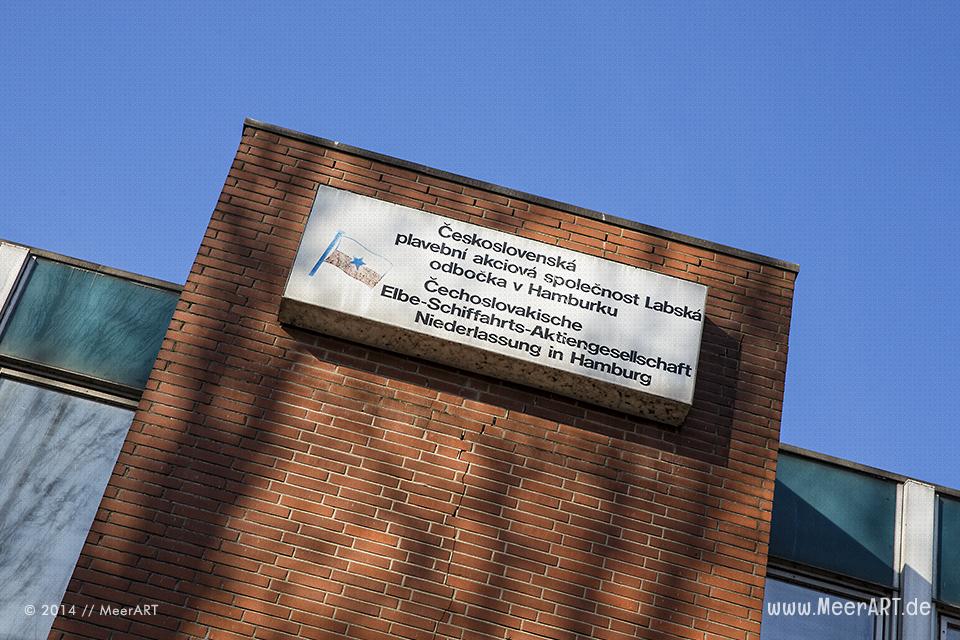 Československá
plavební akciová společnost Labská
odbočka v Hamburku
Čechoslovakische
Elbe-Schiffahrts-Aktiengesellschaft
Niederlassung in Hamburg
© 2014 // MeerART
www.MeerART.de